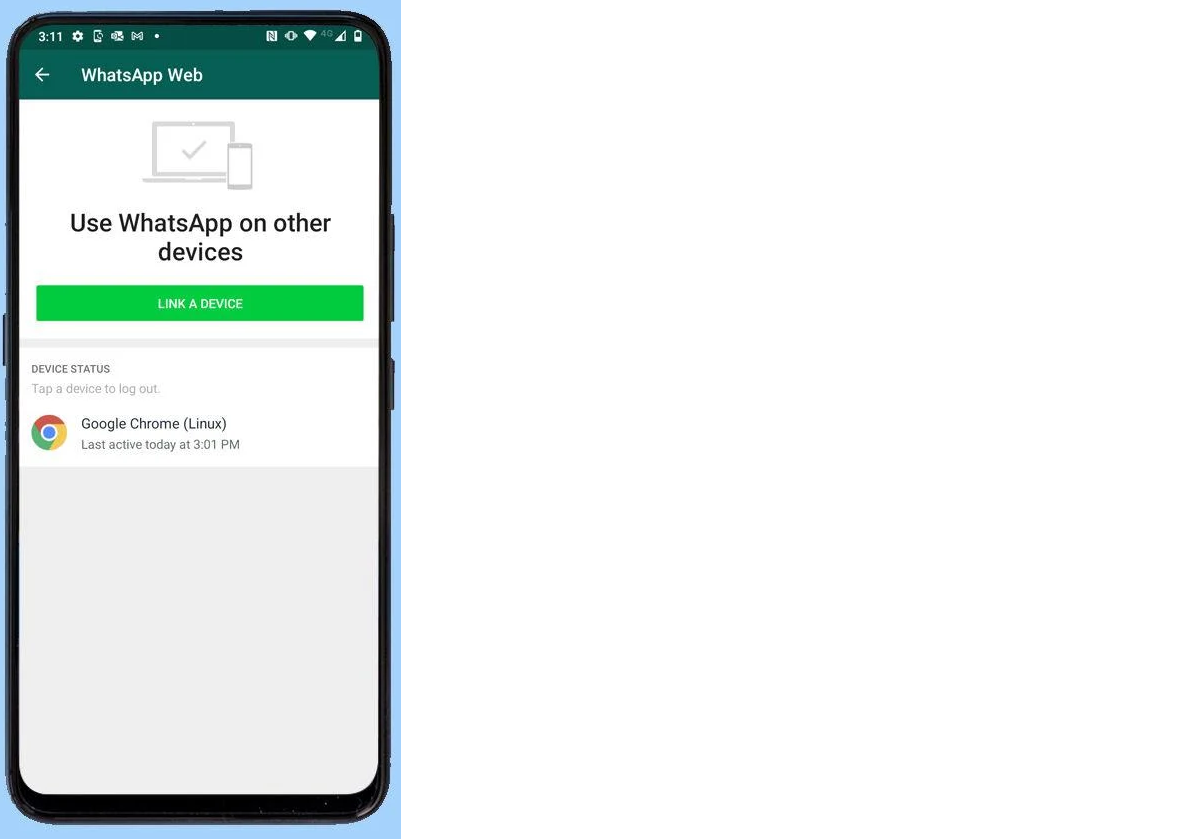 3:11
4G
WhatsApp Web
Use WhatsApp on other
devices
LINK A DEVICE
DEVICE STATUS
Tap a device to log out.
Google Chrome (Linux)
Last active today at 3:01 PM